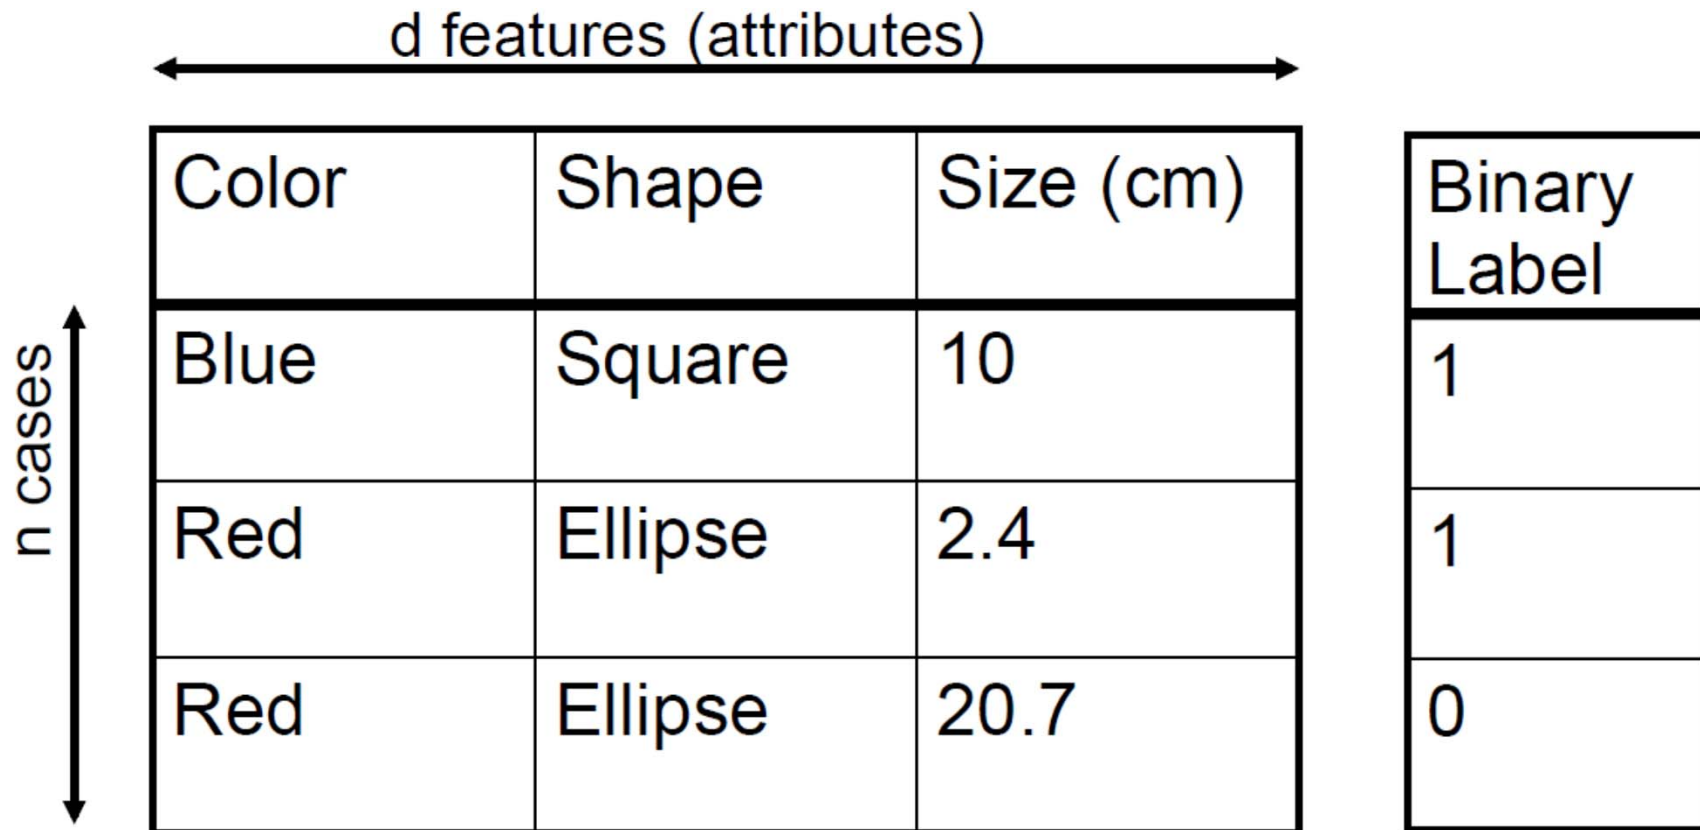 d features (attributes)
Color Shape Size (cm)
Binary
Label
n cases
Blue Square 10 1
Red Ellipse 2.4 1
Red Ellipse 20.7 0